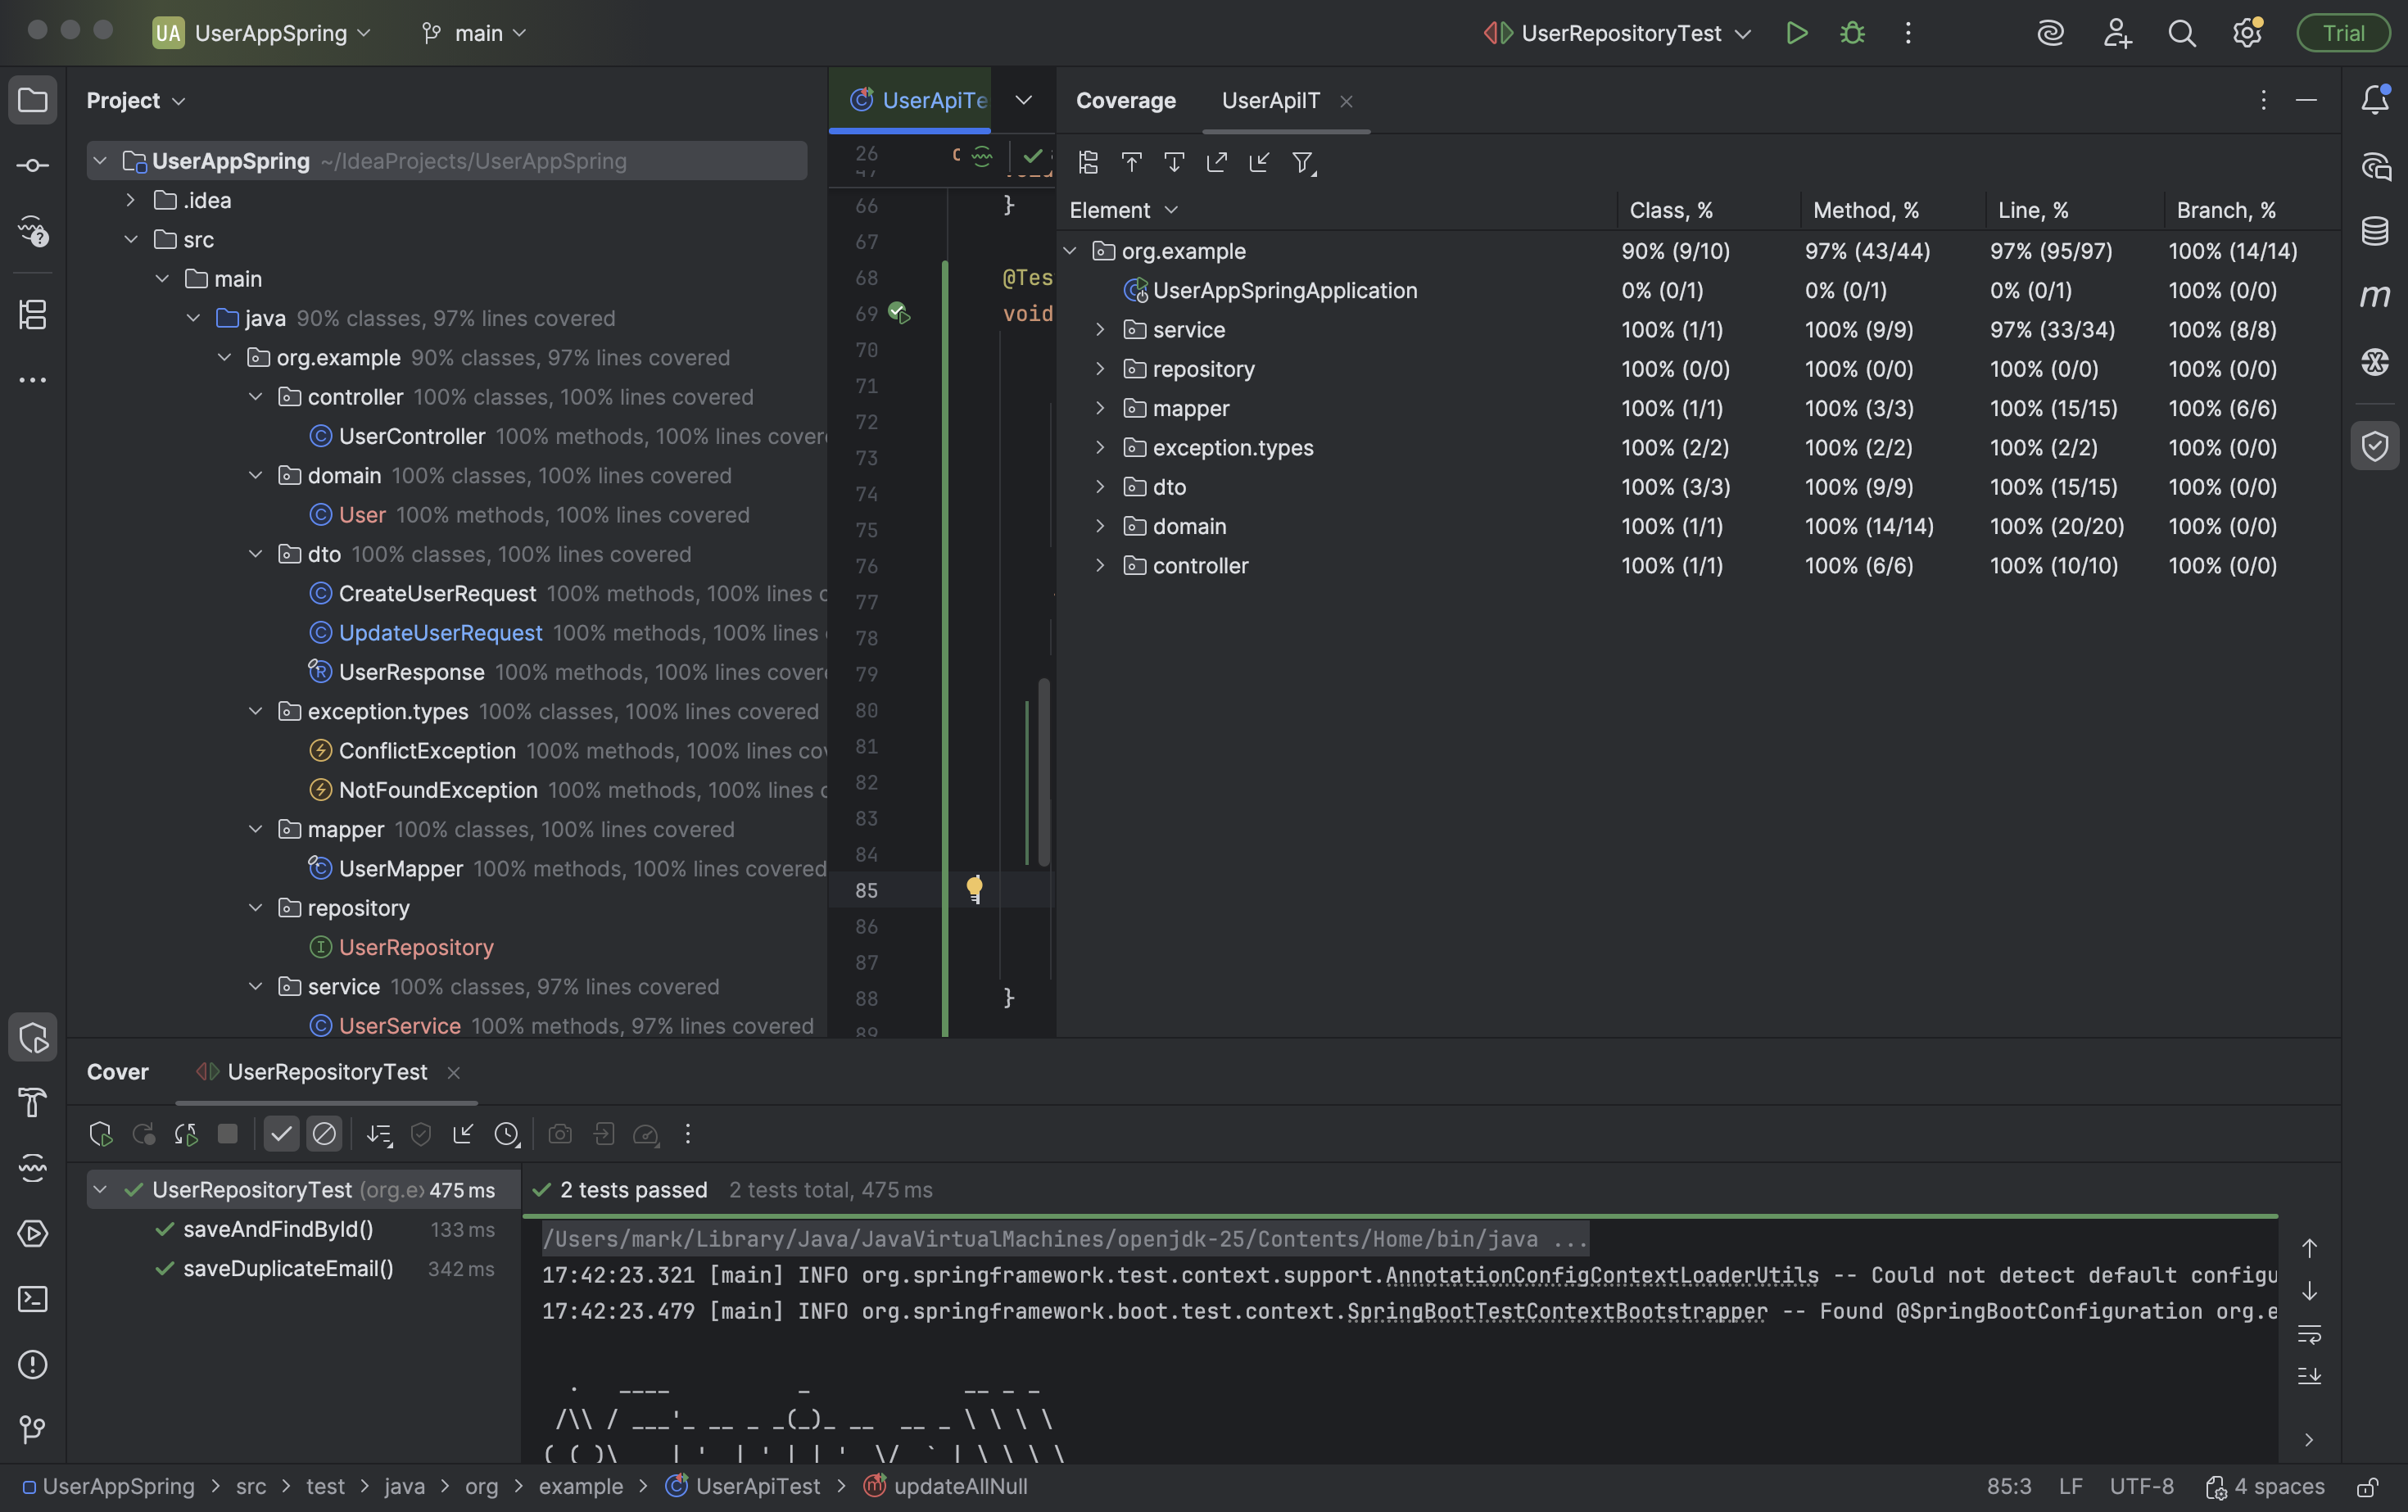 UA UserAppSpring main UserRepositoryTest Trial
Project
UserAppSpring ~/IdeaProjects/UserAppSpring
.idea
src
main
java 90% classes, 97% lines covered
org.example 90% classes, 97% lines covered
controller 100% classes, 100% lines covered
UserController 100% methods, 100% lines cover
domain 100% classes, 100% lines covered
User 100% methods, 100% lines covered
dto 100% classes, 100% lines covered
CreateUserRequest 100% methods, 100% lines c
UpdateUserRequest 100% methods, 100% lines
UserResponse 100% methods, 100% lines cover
exception.types 100% classes, 100% lines covered
ConflictException 100% methods, 100% lines cov
NotFoundException 100% methods, 100% lines c
mapper 100% classes, 100% lines covered
UserMapper 100% methods, 100% lines covered
repository
UserRepository
service 100% classes, 97% lines covered
UserService 100% methods, 97% lines covered
UserApiTe
26
66 }
67
68 @Tes
69 void
70
71
72
73
74
75
76
77
78
79
80
81
82
83
84
85
86
87
88 }
89
Coverage UserApiIT
Element Class, % Method, % Line, % Branch, %
org.example 90% (9/10) 97% (43/44) 97% (95/97) 100% (14/14)
UserAppSpringApplication 0% (0/1) 0% (0/1) 0% (0/1) 100% (0/0)
service 100% (1/1) 100% (9/9) 97% (33/34) 100% (8/8)
repository 100% (0/0) 100% (0/0) 100% (0/0) 100% (0/0)
mapper 100% (1/1) 100% (3/3) 100% (15/15) 100% (6/6)
exception.types 100% (2/2) 100% (2/2) 100% (2/2) 100% (0/0)
dto 100% (3/3) 100% (9/9) 100% (15/15) 100% (0/0)
domain 100% (1/1) 100% (14/14) 100% (20/20) 100% (0/0)
controller 100% (1/1) 100% (6/6) 100% (10/10) 100% (0/0)
Cover UserRepositoryTest
UserRepositoryTest (org.ex 475 ms
saveAndFindById() 133 ms
saveDuplicateEmail() 342 ms
2 tests passed 2 tests total, 475 ms
/Users/mark/Library/Java/JavaVirtualMachines/openjdk-25/Contents/Home/bin/java ...
17:42:23.321 [main] INFO org.springframework.test.context.support.AnnotationConfigContextLoaderUtils -- Could not detect default configu
17:42:23.479 [main] INFO org.springframework.boot.test.context.SpringBootTestContextBootstrapper -- Found @SpringBootConfiguration org.e
UserAppSpring > src > test > java > org > example > UserApiTest > updateAllNull
85:3 LF UTF-8 4 spaces